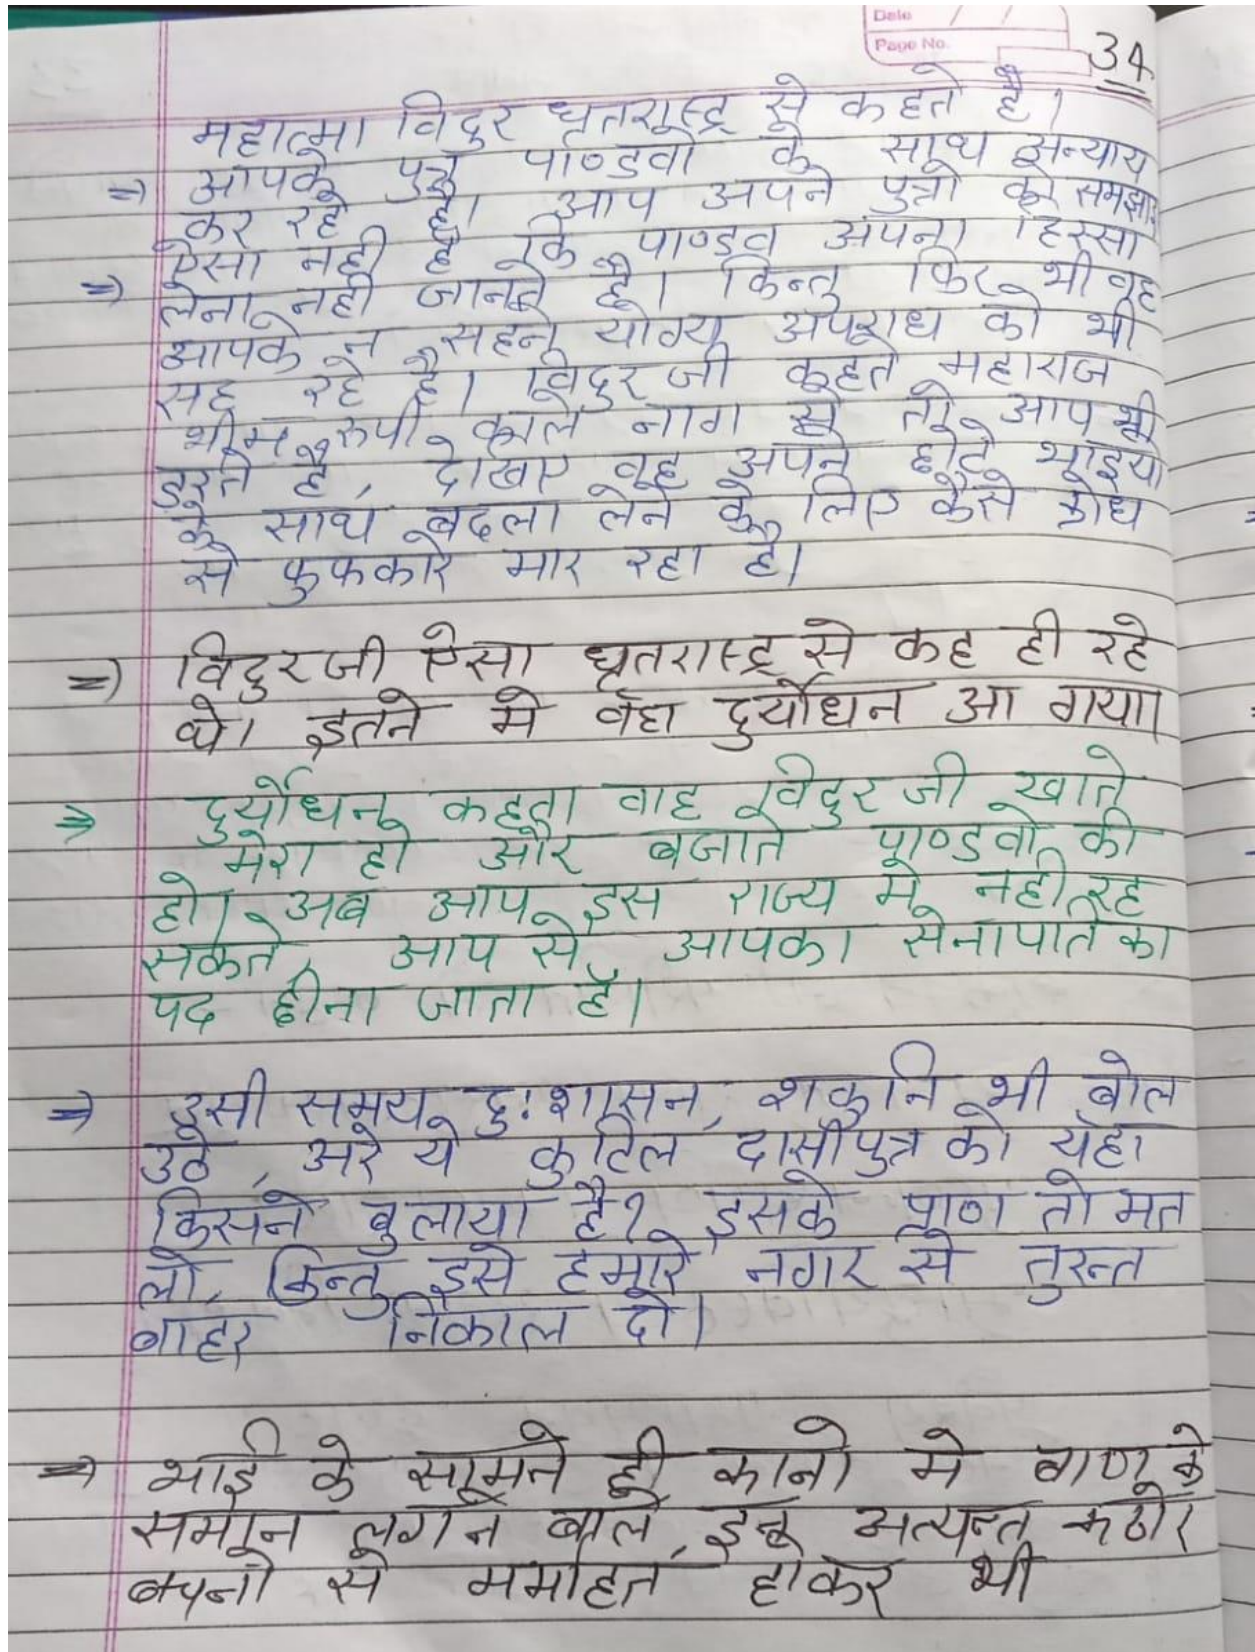 Date / /
Page No.
34
महात्मा विदुर धृतराष्ट्र से कहते है।
⇒ आपके पुत्र पाण्डवो के साथ अन्याय
कर रहे है। आप अपने पुत्रो को समझाए
ऐसा नही है कि पाण्डव अपना हिस्सा
⇒ लेना नही जानते है। किन्तु फिर भी वह
आपके न सहने योग्य अपराध को भी
सह रहे है। विदुर जी कहते महाराज
भीम रुपी काले नाग से तो आप भी
डरते है, देखिए वह अपने छोटे भाइयो
के साथ बदला लेने के लिए कैसे क्रोध
से फुफकारे मार रहा है।
⇒ विदुर जी ऐसा धृतराष्ट्र से कह ही रहे
थे। इतने मे वँहा दुर्योधन आ गया।
⇒ दुर्योधन कहता वाह विदुर जी खाते
मेरा हो और बजाते पाण्डवो की
हो। अब आप इस राज्य मे नही रह
सकते, आप से आपका सेनापति का
पद छीना जाता है।
⇒ उसी समय दु:शासन, शकुनि भी बोल
उठे, अरे ये कुटिल दासीपुत्र को यँहा
किसने बुलाया है? इसके प्राण तो मत
लो, किन्तु इसे हमारे नगर से तुरन्त
बाहर निकाल दो।
⇒ भाई के सामने ही कानो मे बाण के
समान लगने बाले, इन अत्यन्त कठोर
बचनो से मर्माहत होकर भी